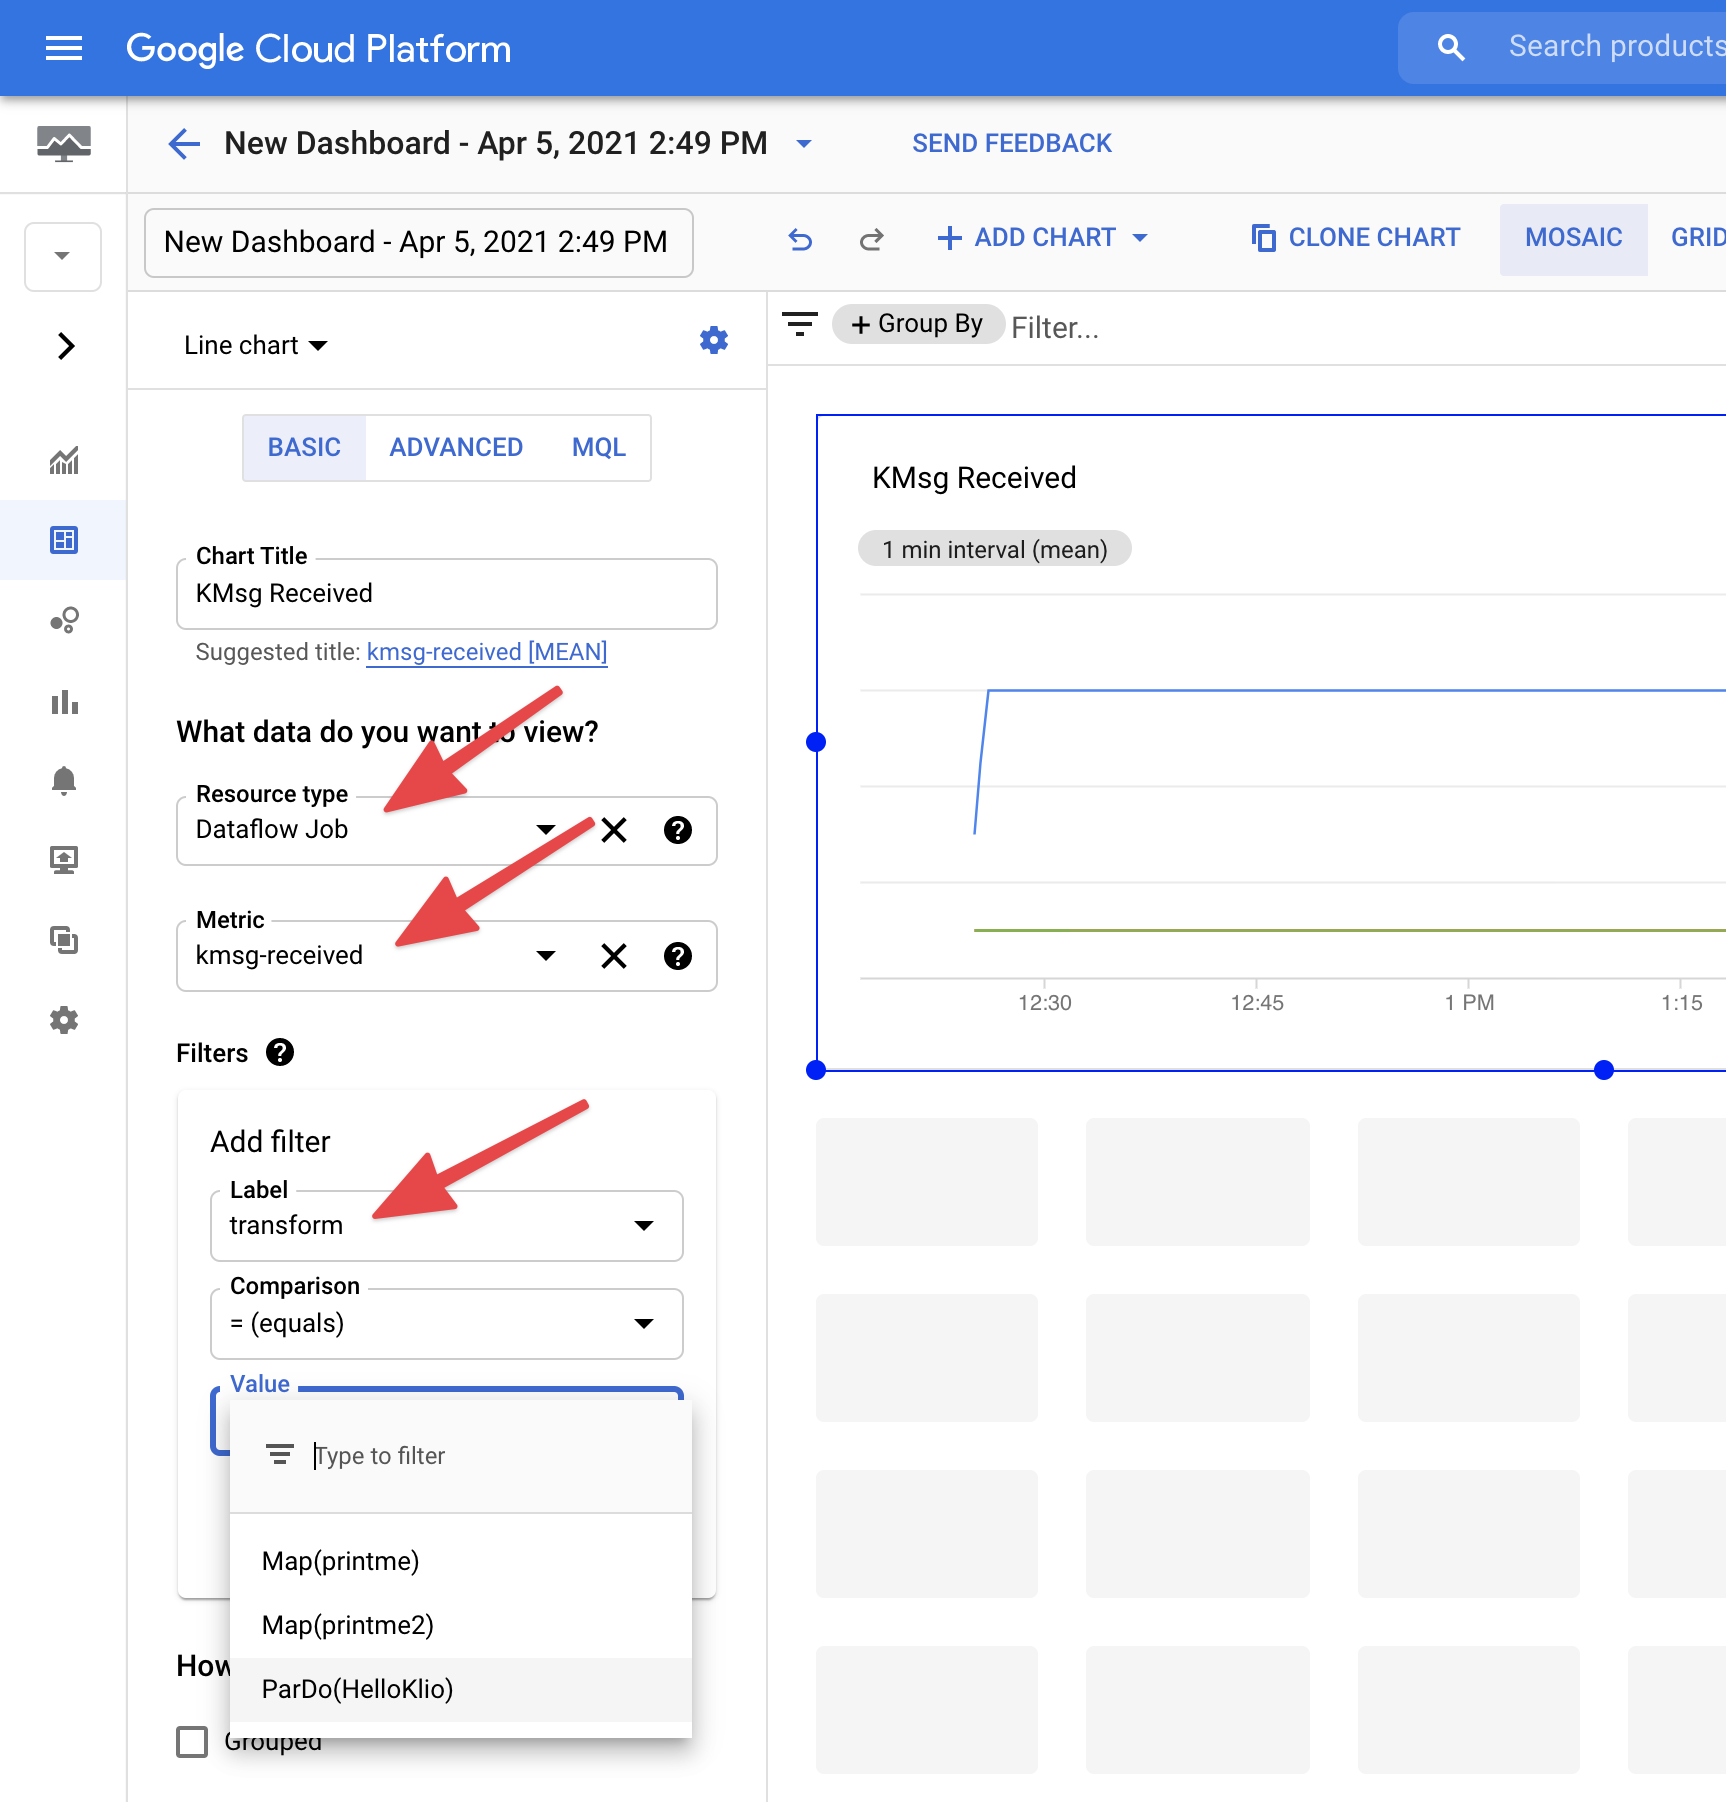 Google Cloud Platform
Search products
New Dashboard - Apr 5, 2021 2:49 PM
SEND FEEDBACK
New Dashboard - Apr 5, 2021 2:49 PM
+ ADD CHART
CLONE CHART
MOSAIC
GRID
Line chart
+ Group By
Filter...
BASIC
ADVANCED
MQL
Chart Title
KMsg Received
Suggested title: kmsg-received [MEAN]
What data do you want to view?
Resource type
Dataflow Job
Metric
kmsg-received
Filters
Add filter
Label
transform
Comparison
= (equals)
Value
Type to filter
Map(printme)
Map(printme2)
ParDo(HelloKlio)
How
Grouped
KMsg Received
1 min interval (mean)
12:30
12:45
1 PM
1:15